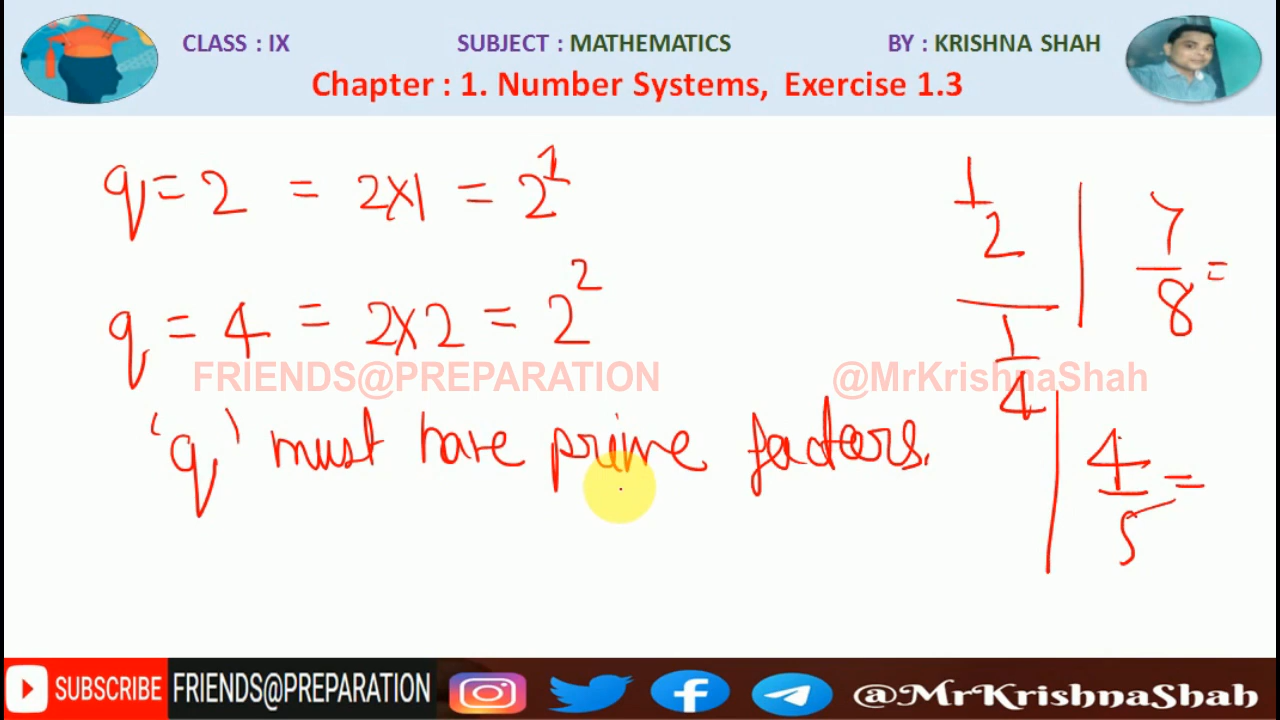 CLASS : IX SUBJECT : MATHEMATICS BY : KRISHNA SHAH
Chapter : 1. Number Systems, Exercise 1.3
q = 2 = 2×1 = 2¹
q = 4 = 2×2 = 2²
1/2
7/8 =
1/4
FRIENDS@PREPARATION @MrKrishnaShah
'q' must have prime factors.
4/5 =
SUBSCRIBE FRIENDS@PREPARATION @MrKrishnaShah